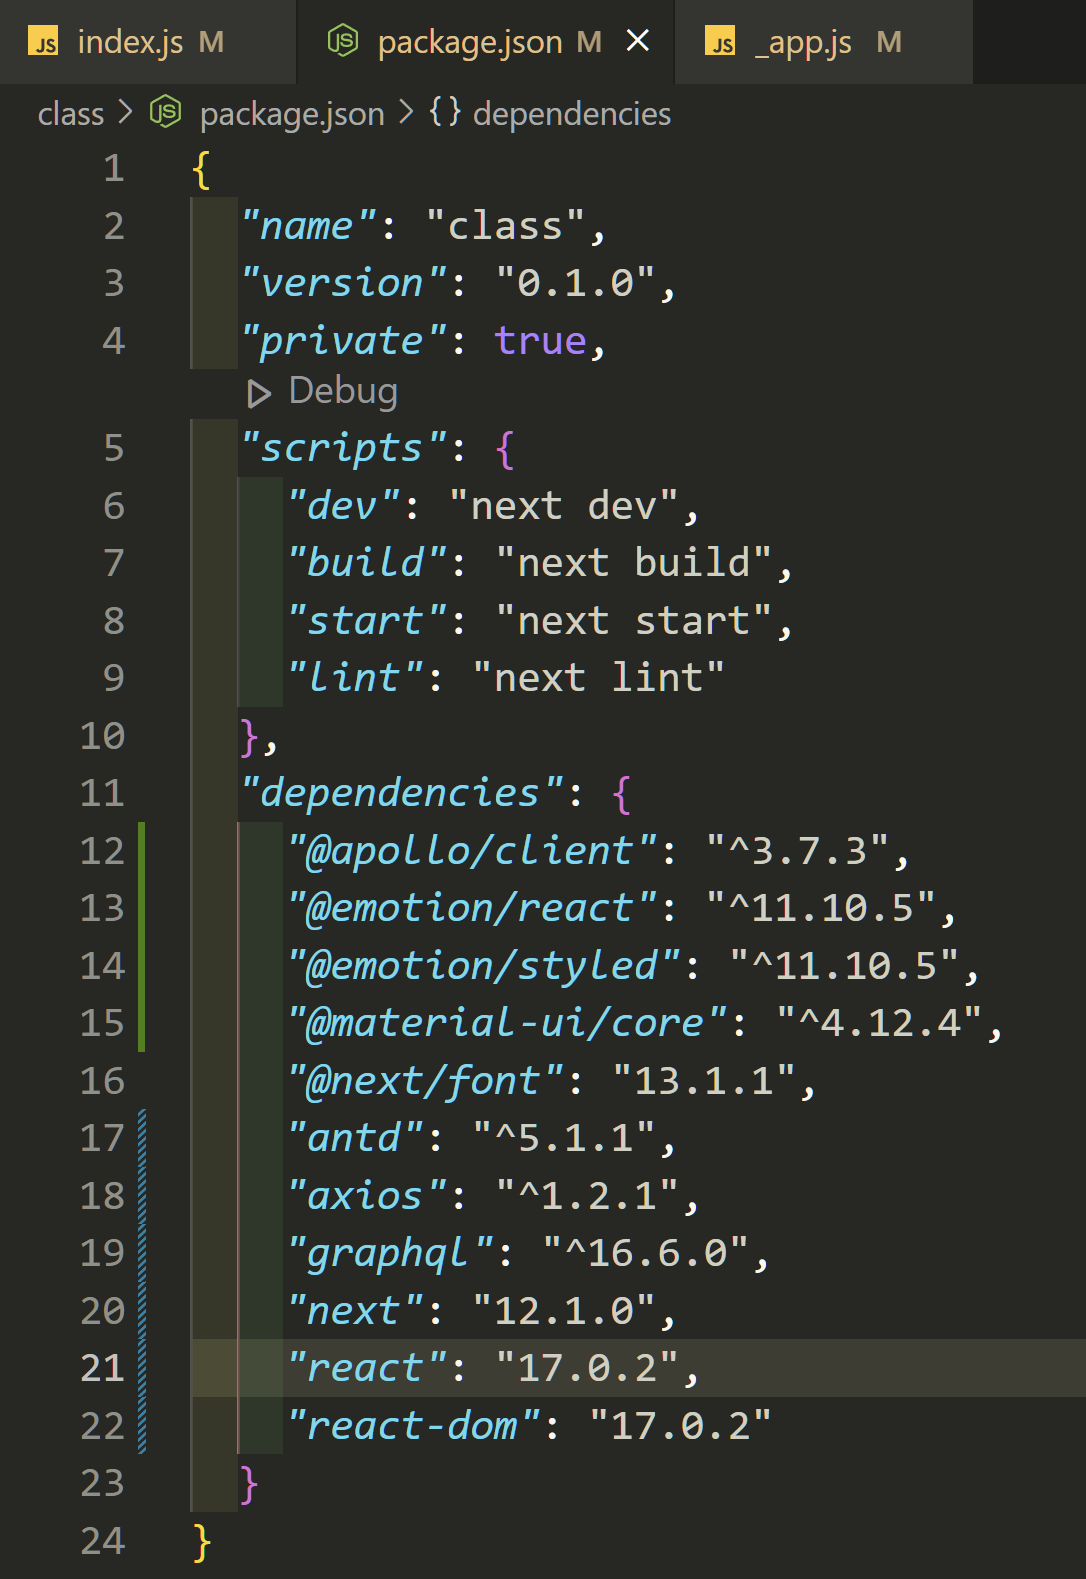 JS index.js M JS package.json M × JS _app.js M
class > JS package.json > {} dependencies
1 {
2 "name": "class",
3 "version": "0.1.0",
4 "private": true,
Debug
5 "scripts": {
6 "dev": "next dev",
7 "build": "next build",
8 "start": "next start",
9 "lint": "next lint"
10 },
11 "dependencies": {
12 "@apollo/client": "^3.7.3",
13 "@emotion/react": "^11.10.5",
14 "@emotion/styled": "^11.10.5",
15 "@material-ui/core": "^4.12.4",
16 "@next/font": "13.1.1",
17 "antd": "^5.1.1",
18 "axios": "^1.2.1",
19 "graphql": "^16.6.0",
20 "next": "12.1.0",
21 "react": "17.0.2",
22 "react-dom": "17.0.2"
23 }
24 }